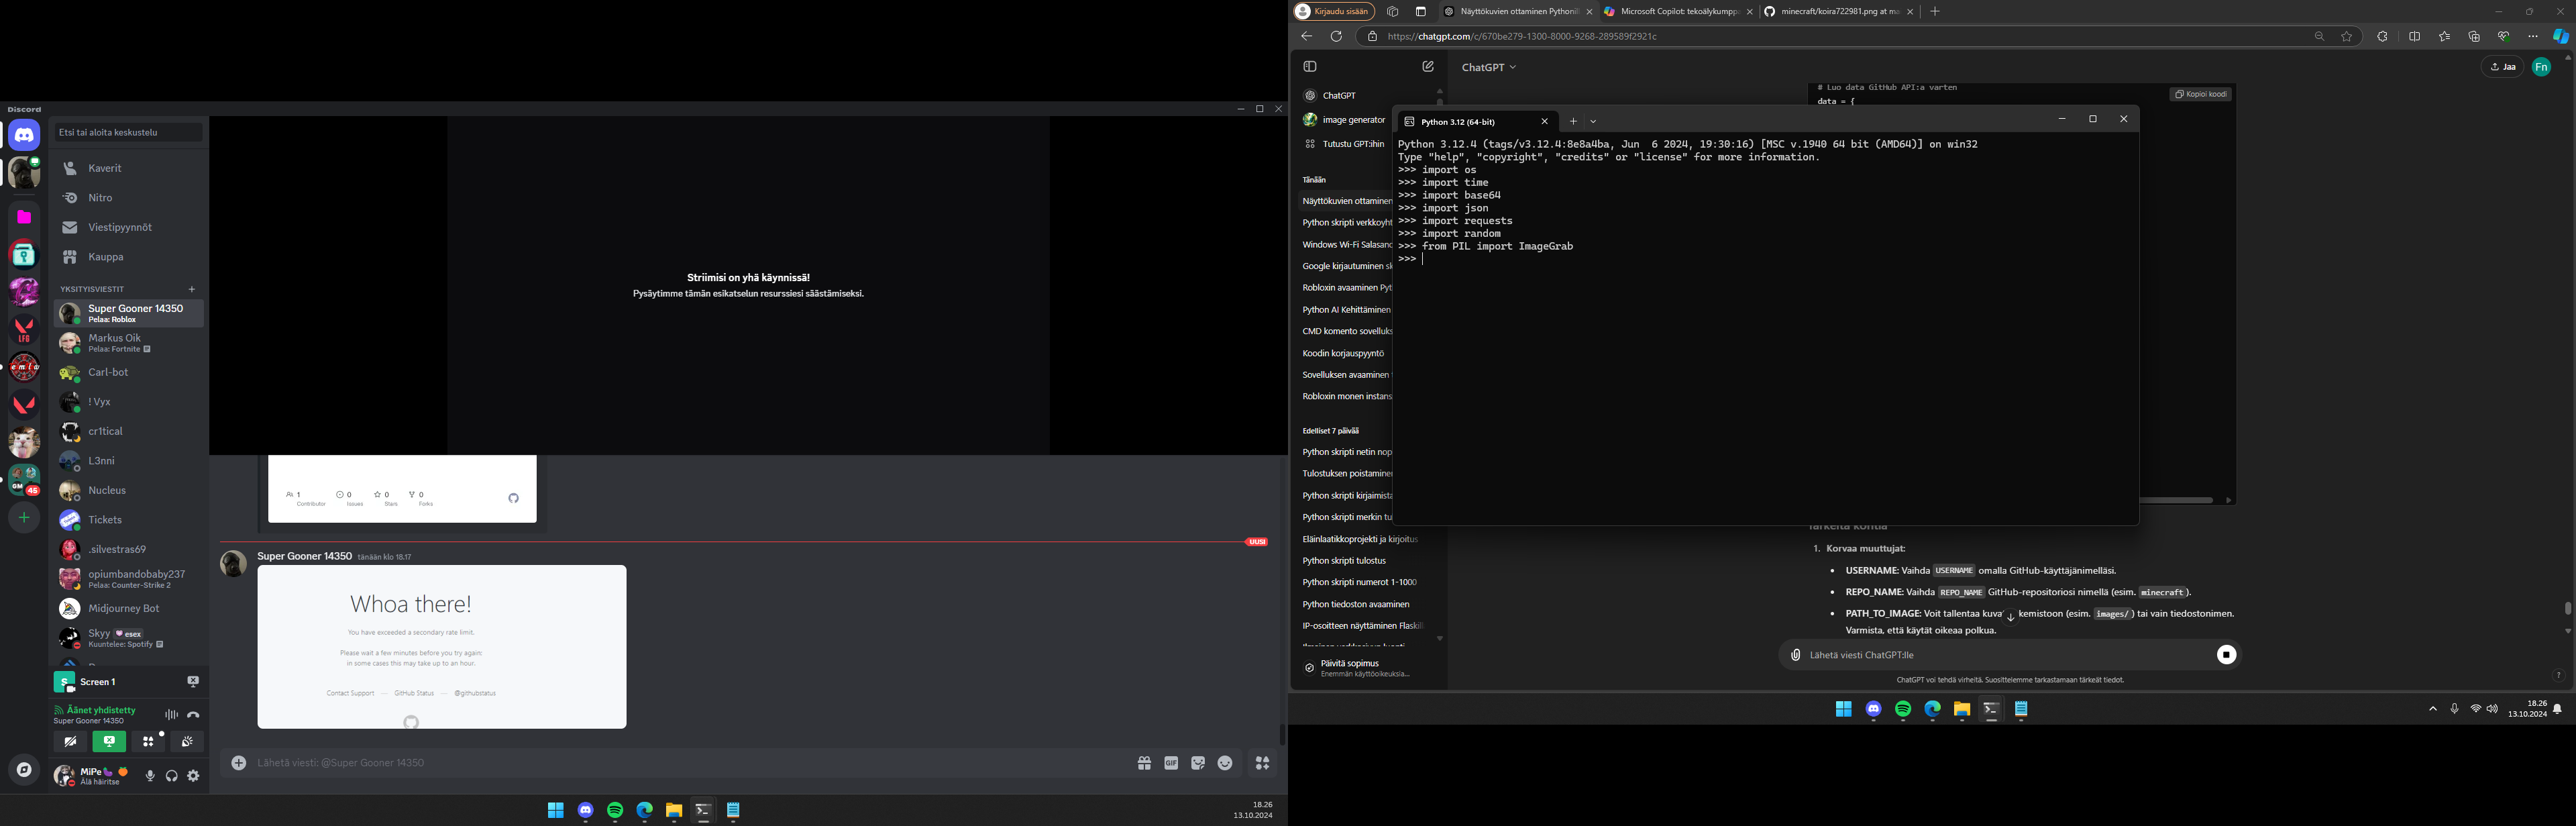 Discord
Etsi tai aloita keskustelu
Kaverit
Nitro
Viestipyynnöt
Kauppa
YKSITYISVIESTIT
Super Gooner 14350
Pelaa: Roblox
Markus Oik
Pelaa: Fortnite
Carl-bot
! Vyx
cr1tical
L3nni
Nucleus
Tickets
.silvestras69
opiumbandobaby237
Pelaa: Counter-Strike 2
Midjourney Bot
Skyy esex
Kuuntelee: Spotify
LFG
GM
45
S Screen 1
Äänet yhdistetty
Super Gooner 14350
MiPe
Älä häiritse
Striimisi on yhä käynnissä!
Pysäytimme tämän esikatselun resurssiesi säästämiseksi.
1 0 0 0
Contributor Issues Stars Forks
UUSI
Super Gooner 14350 tänään klo 18.17
Whoa there!
You have exceeded a secondary rate limit.
Please wait a few minutes before you try again;
in some cases this may take up to an hour.
Contact Support — GitHub Status — @githubstatus
Lähetä viesti: @Super Gooner 14350
GIF
18.26
13.10.2024
Kirjaudu sisään
Näyttökuvien ottaminen Pythonil
Microsoft Copilot: tekoälykumpp
minecraft/koira722981.png at ma
https://chatgpt.com/c/670be279-1300-8000-9268-289589f2921c
ChatGPT
Jaa
Fn
ChatGPT
image generator
Tutustu GPT:ihin
Tänään
Näyttökuvien ottaminen
Python skripti verkkoyht
Windows Wi-Fi Salasanc
Google kirjautuminen sk
Robloxin avaaminen Pyt
Python AI Kehittäminen
CMD komento sovelluks
Koodin korjauspyyntö
Sovelluksen avaaminen
Robloxin monen instans
Edelliset 7 päivää
Python skripti netin nop
Tulostuksen poistaminen
Python skripti kirjaimista
Python skripti merkin tu
Eläinlaatikkoprojekti ja kirjoitus
Python skripti tulostus
Python skripti numerot 1-1000
Python tiedoston avaaminen
IP-osoitteen näyttäminen Flaskil
Päivitä sopimus
Enemmän käyttöoikeuksia...
# Luo data GitHub API:a varten
data = {
Kopioi koodi
Python 3.12 (64-bit)
Python 3.12.4 (tags/v3.12.4:8e8a4ba, Jun  6 2024, 19:30:16) [MSC v.1940 64 bit (AMD64)] on win32
Type "help", "copyright", "credits" or "license" for more information.
>>> import os
>>> import time
>>> import base64
>>> import json
>>> import requests
>>> import random
>>> from PIL import ImageGrab
>>>
Tärkeitä kohtia
1. Korvaa muuttujat:
• USERNAME: Vaihda USERNAME omalla GitHub-käyttäjänimelläsi.
• REPO_NAME: Vaihda REPO_NAME GitHub-repositoriosi nimellä (esim. minecraft).
• PATH_TO_IMAGE: Voit tallentaa kuva kemistoon (esim. images/) tai vain tiedostonimen.
Varmista, että käytät oikeaa polkua.
Lähetä viesti ChatGPT:lle
ChatGPT voi tehdä virheitä. Suosittelemme tarkastamaan tärkeät tiedot.
?
18.26
13.10.2024